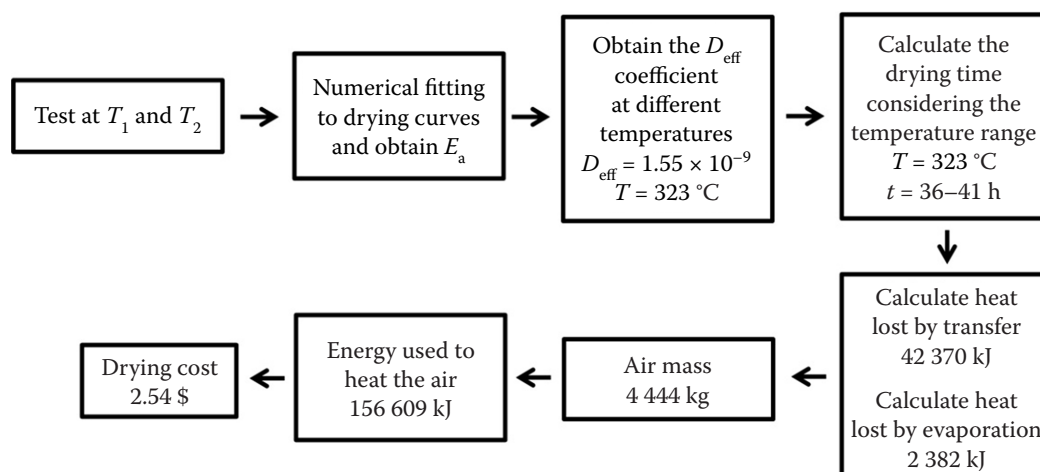 Test at T₁ and T₂
Numerical fitting
to drying curves
and obtain Eₐ
Obtain the D_eff
coefficient
at different
temperatures
D_eff = 1.55 × 10⁻⁹
T = 323 °C
Calculate the
drying time
considering the
temperature range
T = 323 °C
t = 36–41 h
Calculate heat
lost by transfer
42 370 kJ
Calculate heat
lost by evaporation
2 382 kJ
Air mass
4 444 kg
Energy used to
heat the air
156 609 kJ
Drying cost
2.54 $